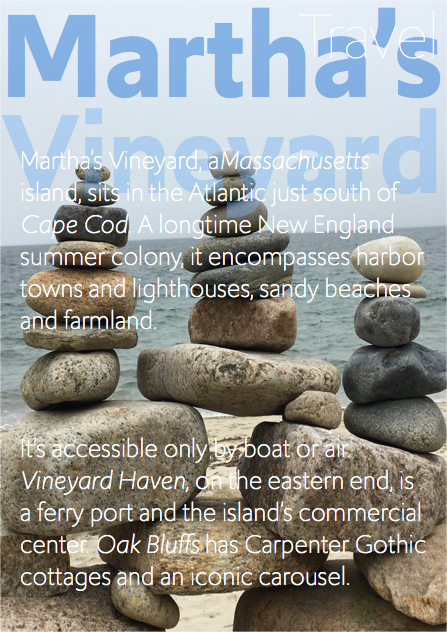 Travel
Martha's
Vineyard
Martha's Vineyard, aMassachusetts
island, sits in the Atlantic just south of
Cape Cod. A longtime New England
summer colony, it encompasses harbor
towns and lighthouses, sandy beaches
and farmland.
It's accessible only by boat or air.
Vineyard Haven, on the eastern end, is
a ferry port and the island's commercial
center. Oak Bluffs has Carpenter Gothic
cottages and an iconic carousel.